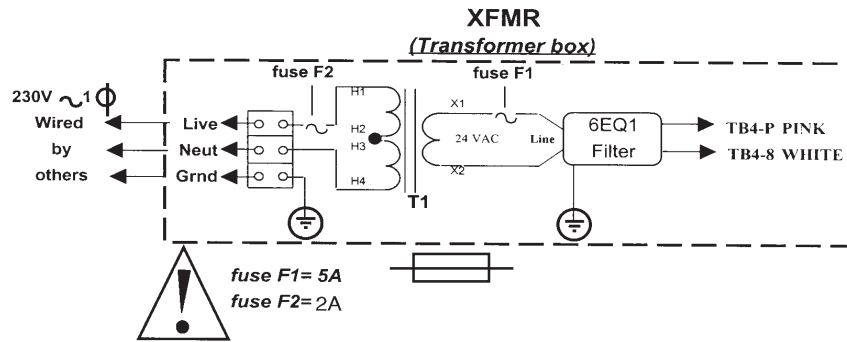 XFMR
(Transformer box)
fuse F2
fuse F1
230V ~1 ϕ
Wired
by
others
Live
Neut
Grnd
H1
H2
H3
H4
T1
X1
24 VAC
X2
Line
6EQ1
Filter
TB4-P PINK
TB4-8 WHITE
!
fuse F1= 5A
fuse F2= 2A